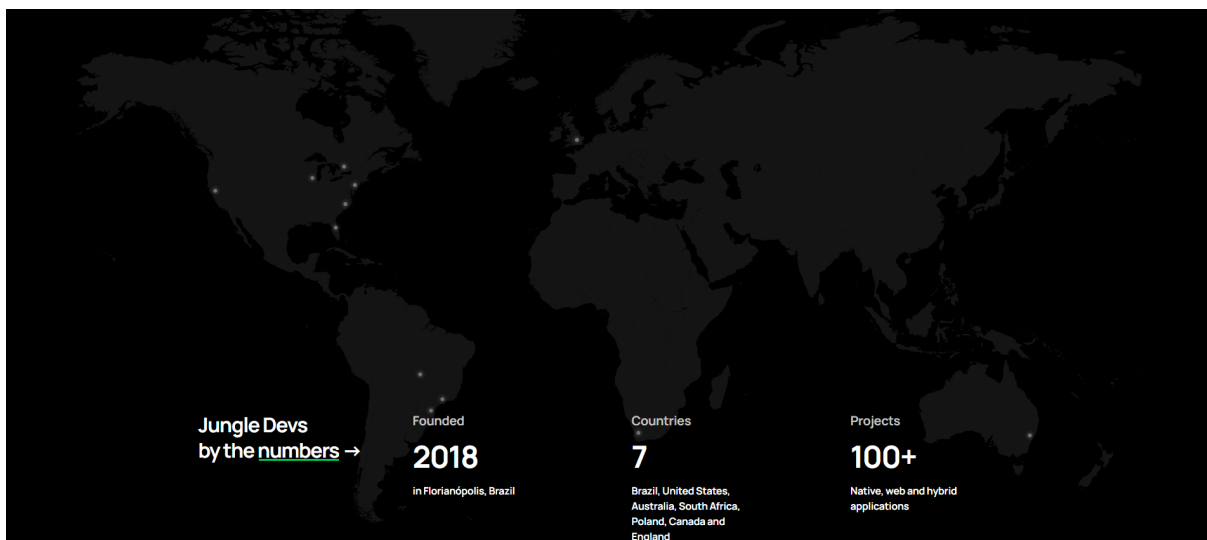 Jungle Devs
by the numbers →
Founded
2018
in Florianópolis, Brazil
Countries
7
Brazil, United States,
Australia, South Africa,
Poland, Canada and
England
Projects
100+
Native, web and hybrid
applications